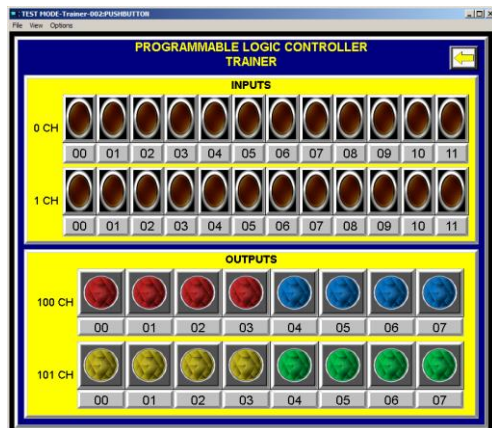 TEST MODE-Trainer-002:PUSHBUTTON
File View Options
PROGRAMMABLE LOGIC CONTROLLER
TRAINER
INPUTS
0 CH
00 01 02 03 04 05 06 07 08 09 10 11
1 CH
00 01 02 03 04 05 06 07 08 09 10 11
OUTPUTS
100 CH
00 01 02 03 04 05 06 07
101 CH
00 01 02 03 04 05 06 07